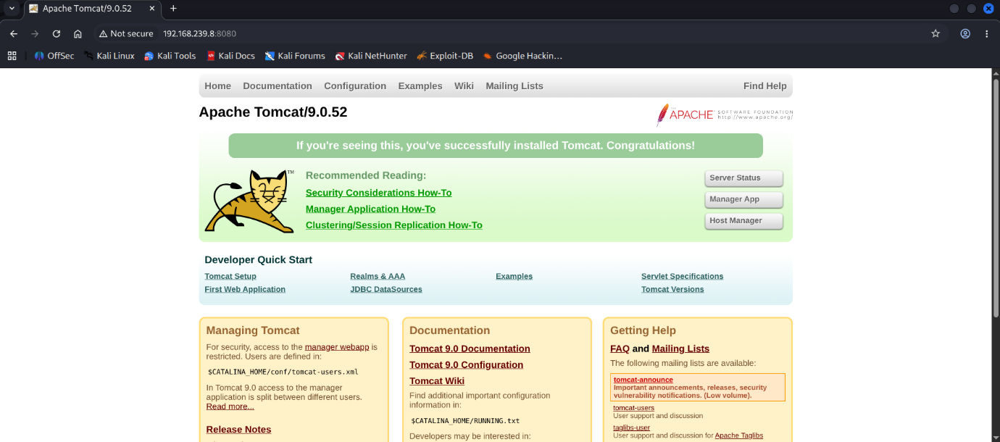 Apache Tomcat/9.0.52
Not secure 192.168.239.8:8080
OffSec Kali Linux Kali Tools Kali Docs Kali Forums Kali NetHunter Exploit-DB Google Hackin…
Home Documentation Configuration Examples Wiki Mailing Lists Find Help
Apache Tomcat/9.0.52
THE APACHE SOFTWARE FOUNDATION
http://www.apache.org/
If you're seeing this, you've successfully installed Tomcat. Congratulations!
TM
Recommended Reading:
Security Considerations How-To
Manager Application How-To
Clustering/Session Replication How-To
Server Status
Manager App
Host Manager
Developer Quick Start
Tomcat Setup
First Web Application
Realms & AAA
JDBC DataSources
Examples
Servlet Specifications
Tomcat Versions
Managing Tomcat
For security, access to the manager webapp is
restricted. Users are defined in:
$CATALINA_HOME/conf/tomcat-users.xml
In Tomcat 9.0 access to the manager
application is split between different users.
Read more...
Release Notes
Documentation
Tomcat 9.0 Documentation
Tomcat 9.0 Configuration
Tomcat Wiki
Find additional important configuration
information in:
$CATALINA_HOME/RUNNING.txt
Developers may be interested in:
Getting Help
FAQ and Mailing Lists
The following mailing lists are available:
tomcat-announce
Important announcements, releases, security
vulnerability notifications. (Low volume).
tomcat-users
User support and discussion
taglibs-user
User support and discussion for Apache Taglibs